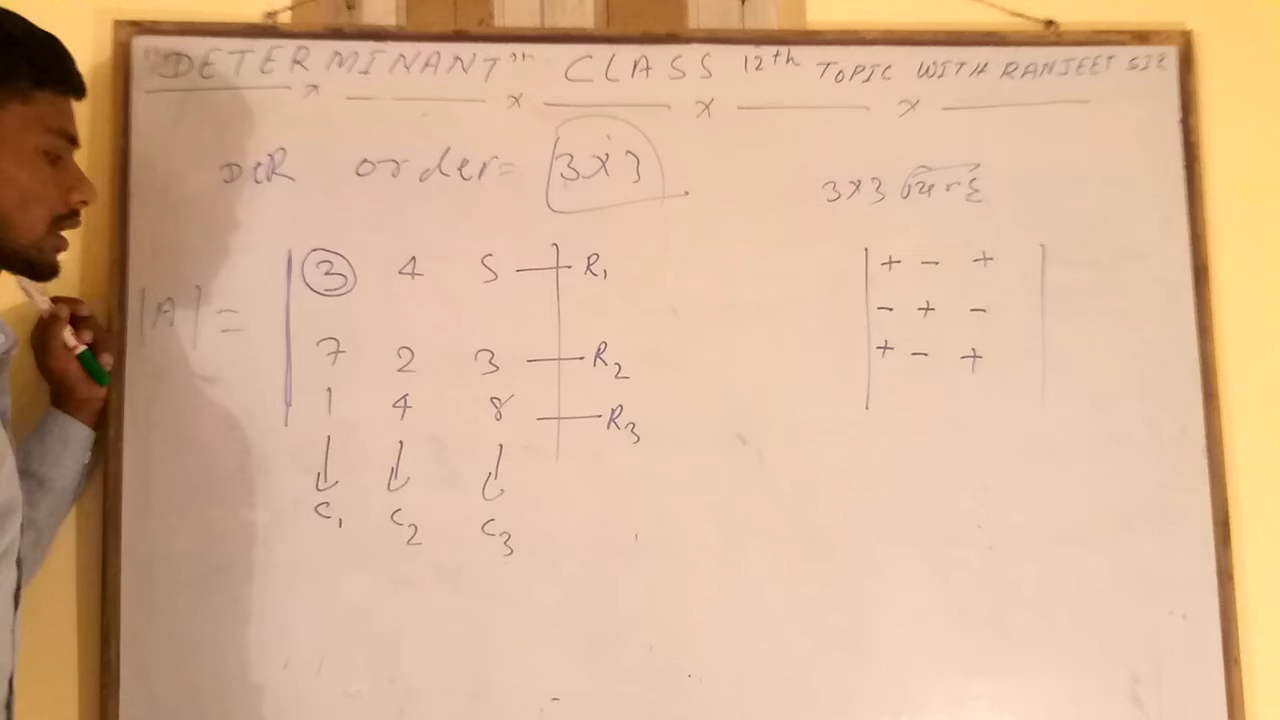 "DETERMINANT" CLASS 12th TOPIC WITH RANJEET SIR
x x x x
order = 3x3
3x3
|A| = | 3 4 5 | R1
7 2 3 R2
1 4 8 R3
C1 C2 C3
| + - + |
- + -
+ - +